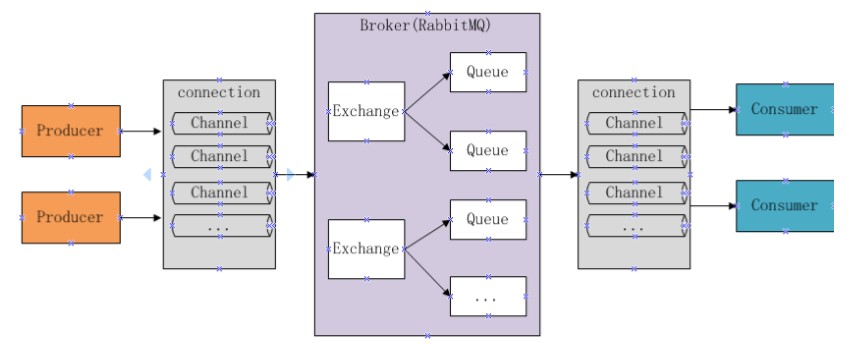 Broker(RabbitMQ)
Producer
Producer
connection
Channel
Channel
Channel
...
Exchange
Queue
Queue
Exchange
Queue
...
connection
Channel
Channel
Channel
...
Consumer
Consumer